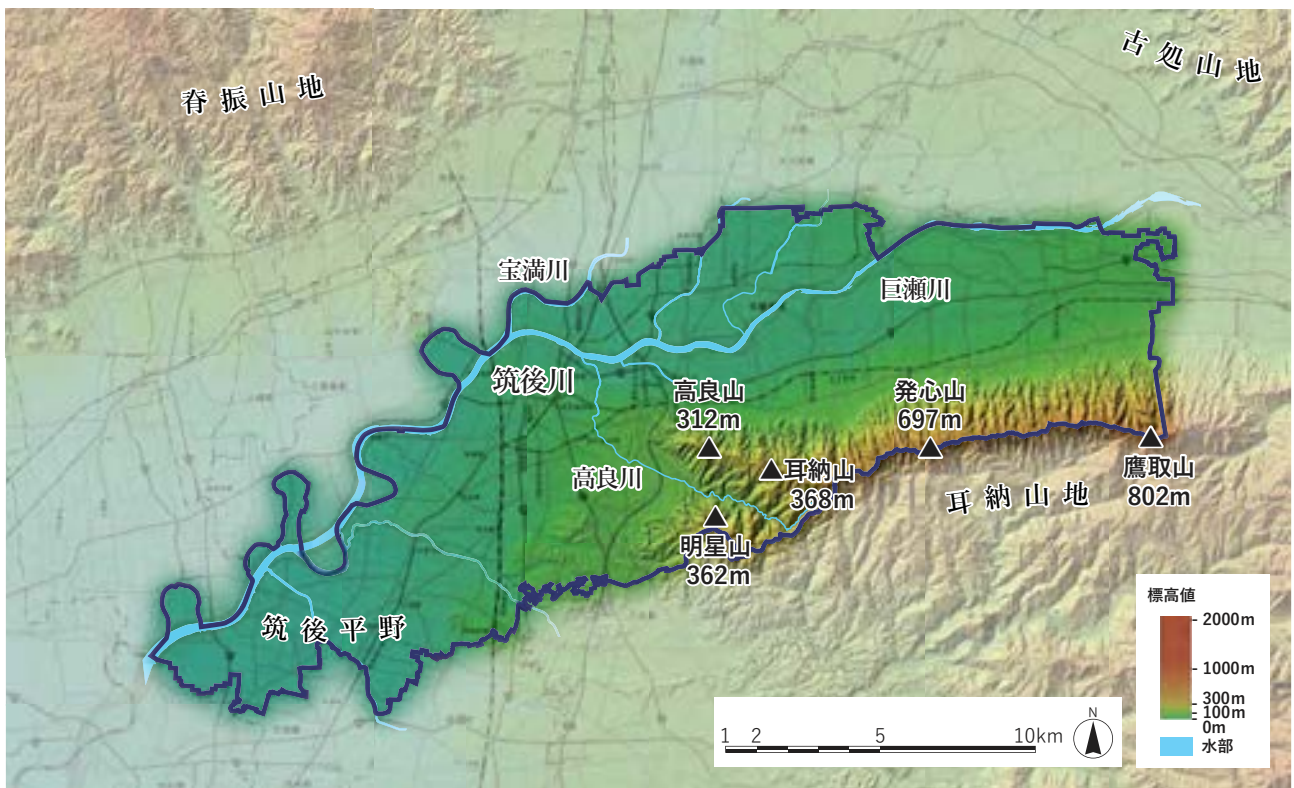 脊振山地
古処山地
宝満川
巨瀬川
筑後川
高良山
312m
発心山
697m
高良川
耳納山
368m
鷹取山
802m
耳納山地
明星山
362m
筑後平野
標高値
2000m
1000m
300m
100m
0m
水部
1 2 5 10km
N